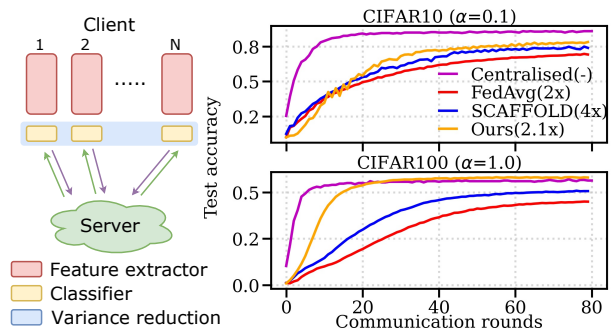 Client
1 2 N
.....
Server
Feature extractor
Classifier
Variance reduction
CIFAR10 (α=0.1)
Test accuracy
0.8
0.5
0.2
Centralised(-)
FedAvg(2x)
SCAFFOLD(4x)
Ours(2.1x)
CIFAR100 (α=1.0)
0.5
0.2
0.0
0 20 40 60 80
Communication rounds